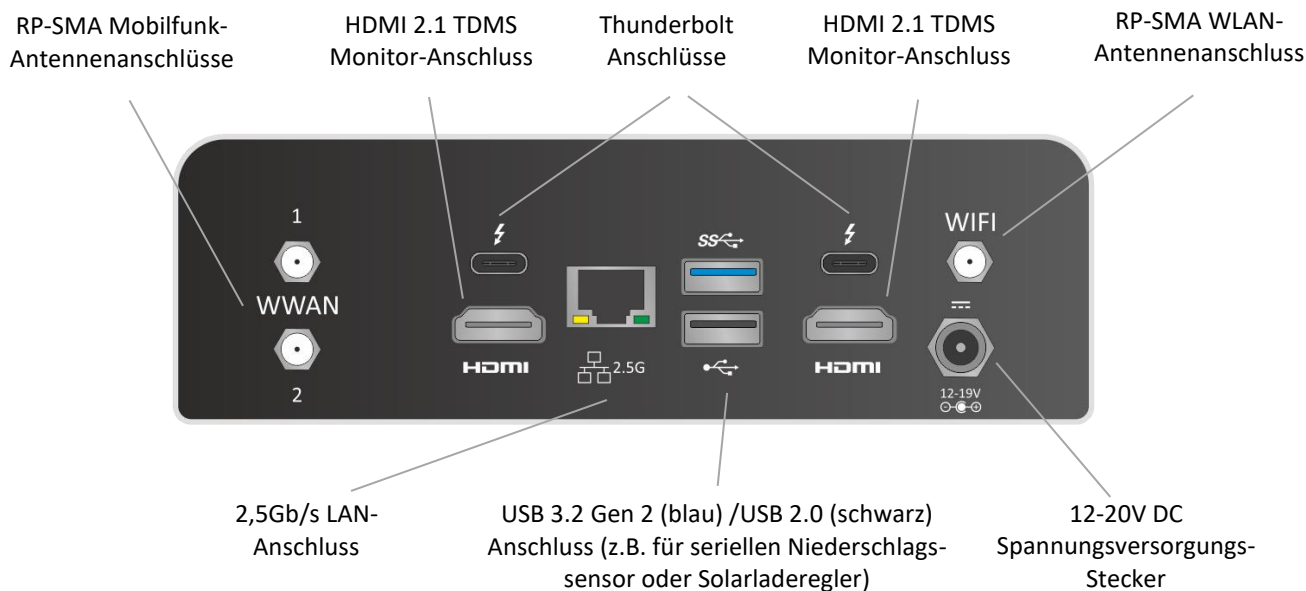 RP-SMA Mobilfunk-
Antennenanschlüsse
HDMI 2.1 TDMS
Monitor-Anschluss
Thunderbolt
Anschlüsse
HDMI 2.1 TDMS
Monitor-Anschluss
RP-SMA WLAN-
Antennenanschluss
1
WWAN
2
HDMI
2.5G
SS
HDMI
WIFI
12-19V
2,5Gb/s LAN-
Anschluss
USB 3.2 Gen 2 (blau) /USB 2.0 (schwarz)
Anschluss (z.B. für seriellen Niederschlags-
sensor oder Solarladeregler)
12-20V DC
Spannungsversorgungs-
Stecker